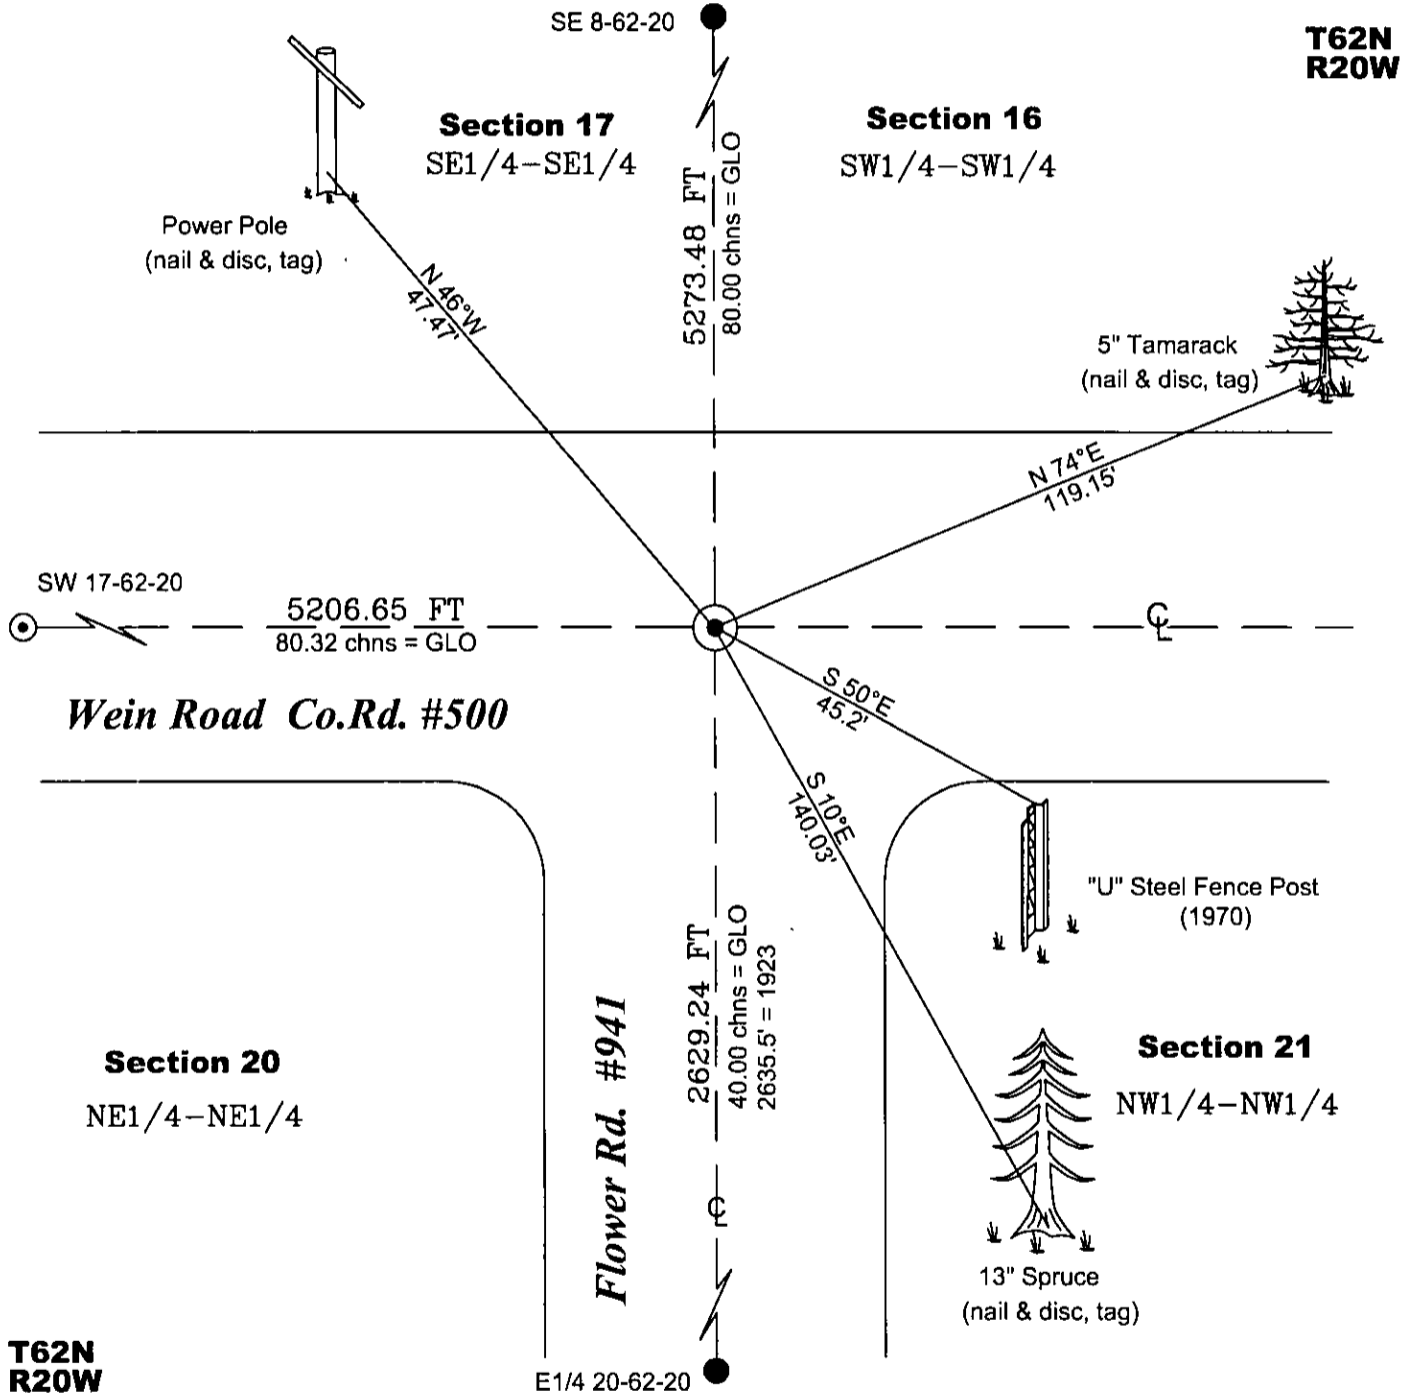 SE 8-62-20
T62N
R20W
Section 17
SE1/4-SE1/4
Section 16
SW1/4-SW1/4
5273.48 FT
80.00 chns = GLO
Power Pole
(nail & disc, tag)
N 46°W
47.47'
5" Tamarack
(nail & disc, tag)
N 74°E
119.15'
SW 17-62-20
5206.65 FT
80.32 chns = GLO
CL
Wein Road Co.Rd. #500
S 50°E
45.2'
S 10°E
140.03'
"U" Steel Fence Post
(1970)
2629.24 FT
40.00 chns = GLO
2635.5' = 1923
Flower Rd. #941
Section 20
NE1/4-NE1/4
Section 21
NW1/4-NW1/4
CL
13" Spruce
(nail & disc, tag)
T62N
R20W
E1/4 20-62-20